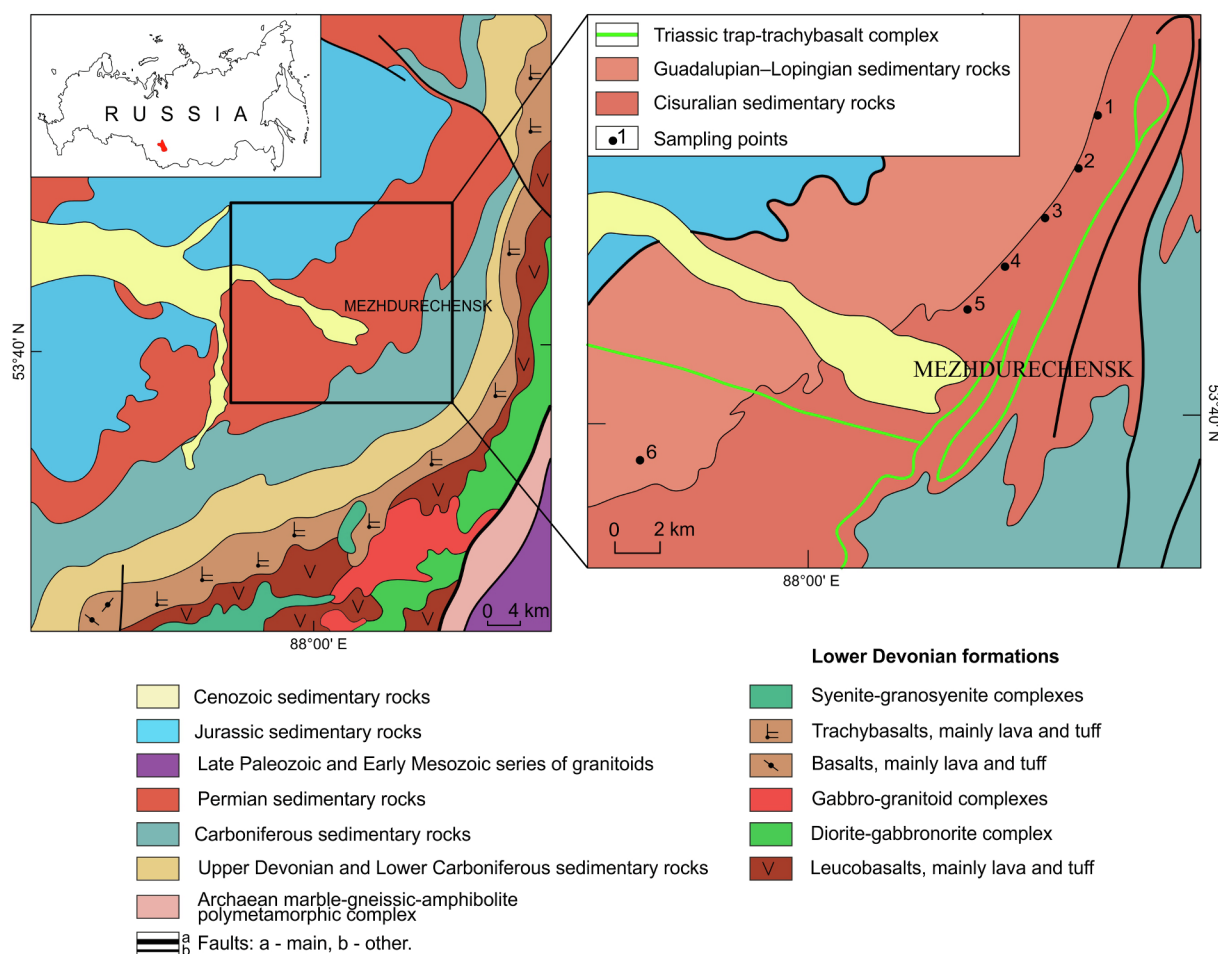 RUSSIA
MEZHDURECHENSK
53°40' N
88°00' E
0 4 km
Triassic trap-trachybasalt complex
Guadalupian–Lopingian sedimentary rocks
Cisuralian sedimentary rocks
1 Sampling points
1
2
3
4
5
6
MEZHDURECHENSK
0 2 km
88°00' E
53°40' N
Cenozoic sedimentary rocks
Jurassic sedimentary rocks
Late Paleozoic and Early Mesozoic series of granitoids
Permian sedimentary rocks
Carboniferous sedimentary rocks
Upper Devonian and Lower Carboniferous sedimentary rocks
Archaean marble-gneissic-amphibolite
polymetamorphic complex
a
b
Faults: a - main, b - other.
Lower Devonian formations
Syenite-granosyenite complexes
Trachybasalts, mainly lava and tuff
Basalts, mainly lava and tuff
Gabbro-granitoid complexes
Diorite-gabbronorite complex
Leucobasalts, mainly lava and tuff